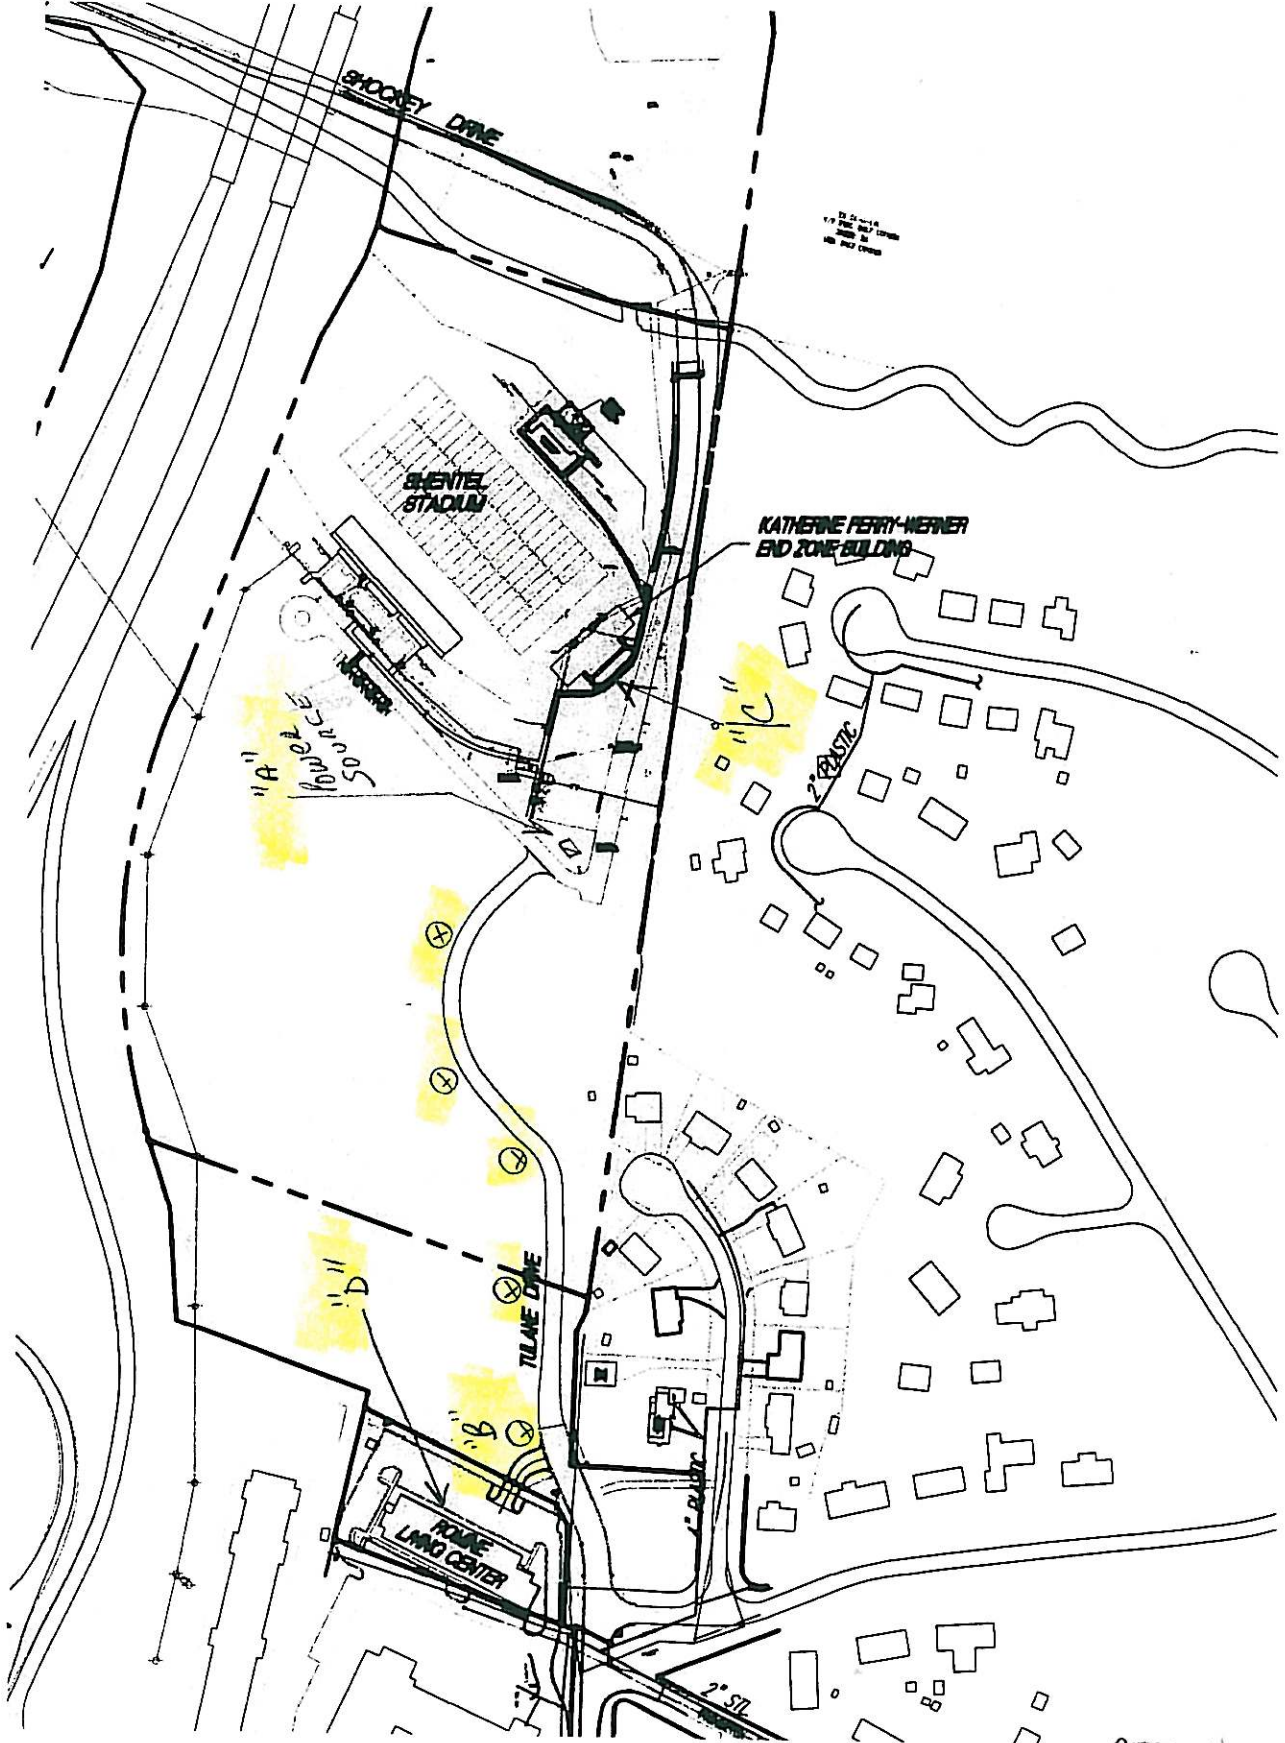 SHOCKEY DRIVE
SHENTEL
STADIUM
KATHERINE PERRY-WERNER
END ZONE BUILDING
"C"
2" PLASTIC
"A"
POWER
SOURCE
TULANE DRIVE
"D"
"B"
ROMINE
LIVING CENTER
PLASTIC
2" STL